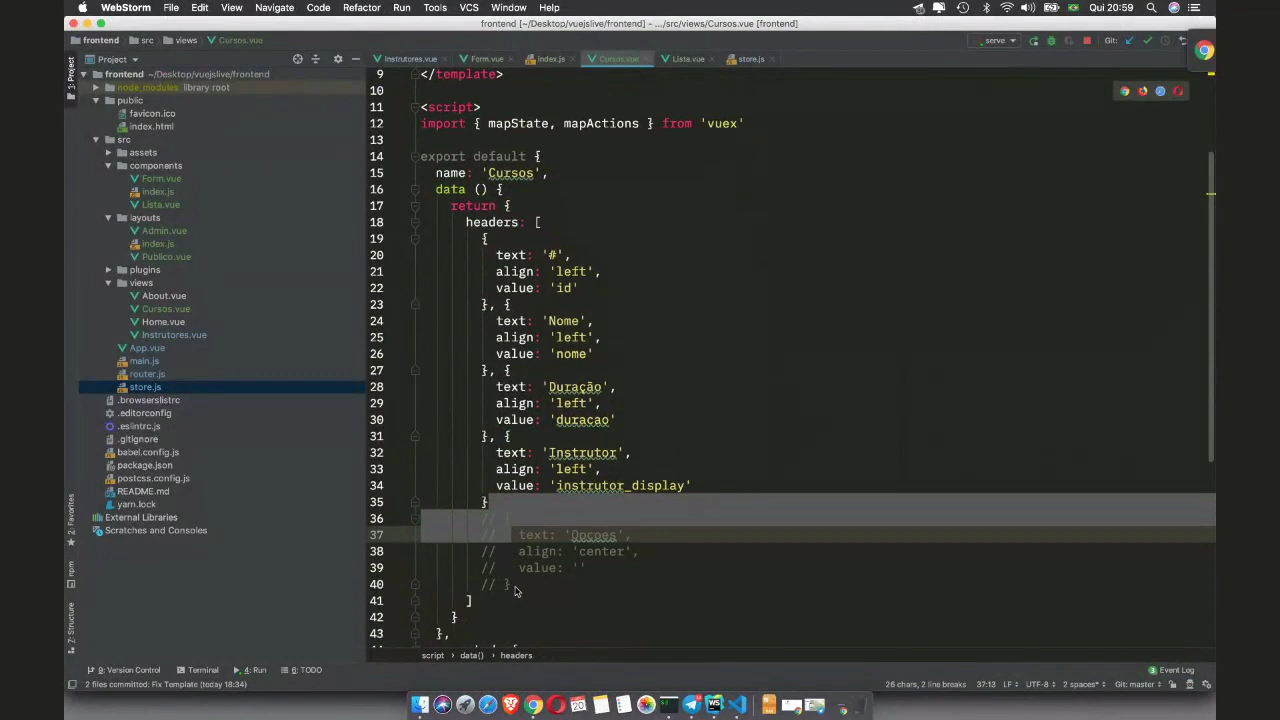 WebStorm File Edit View Navigate Code Refactor Run Tools VCS Window Help Qui 20:59
frontend [~/Desktop/vuejslive/frontend] – .../src/views/Cursos.vue [frontend]
frontend src views Cursos.vue serve Git:
Project Instrutores.vue Form.vue index.js Cursos.vue Lista.vue store.js
1: Project
frontend ~/Desktop/vuejslive/frontend
node_modules library root
public
favicon.ico
index.html
src
assets
components
Form.vue
index.js
Lista.vue
layouts
Admin.vue
index.js
Publico.vue
plugins
views
About.vue
Cursos.vue
Home.vue
Instrutores.vue
App.vue
main.js
router.js
store.js
.browserslistrc
.editorconfig
.eslintrc.js
.gitignore
babel.config.js
package.json
postcss.config.js
README.md
yarn.lock
External Libraries
Scratches and Consoles
2: Favorites
npm
7: Structure
9 </template>
10
11 <script>
12 import { mapState, mapActions } from 'vuex'
13
14 export default {
15 name: 'Cursos',
16 data () {
17 return {
18 headers: [
19 {
20 text: '#',
21 align: 'left',
22 value: 'id'
23 }, {
24 text: 'Nome',
25 align: 'left',
26 value: 'nome'
27 }, {
28 text: 'Duração',
29 align: 'left',
30 value: 'duracao'
31 }, {
32 text: 'Instrutor',
33 align: 'left',
34 value: 'instrutor_display'
35 }
36 // {
37 // text: 'Opcoes',
38 // align: 'center',
39 // value: ''
40 // }
41 ]
42 }
43 },
script data() headers
9: Version Control Terminal 4: Run 6: TODO 3 Event Log
2 files committed: Fix Template (today 18:34) 26 chars, 2 line breaks 37:13 LF UTF-8 2 spaces* Git: master